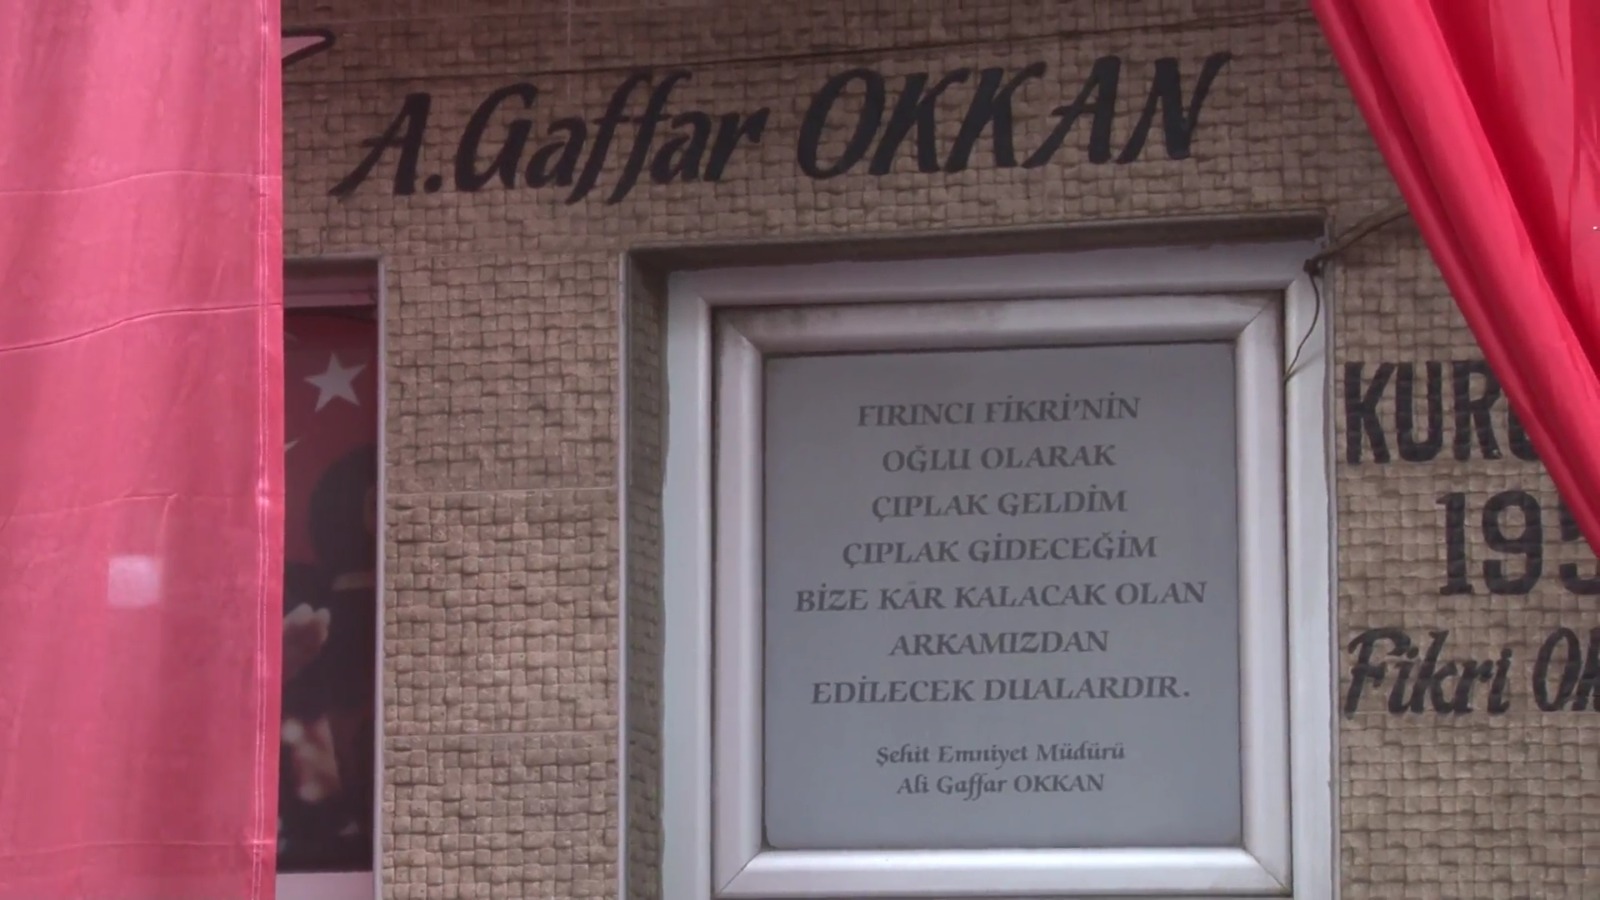 A.Gaffar OKKAN
FIRINCI FİKRİ'NİN
OĞLU OLARAK
ÇIPLAK GELDİM
ÇIPLAK GİDECEĞİM
BİZE KÂR KALACAK OLAN
ARKAMIZDAN
EDİLECEK DUALARDIR.
Şehit Emniyet Müdürü
Ali Gaffar OKKAN
Fikri